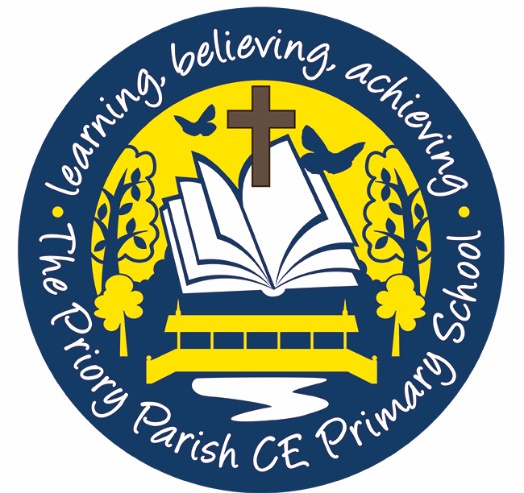 learning, believing, achieving
The Priory Parish CE Primary School